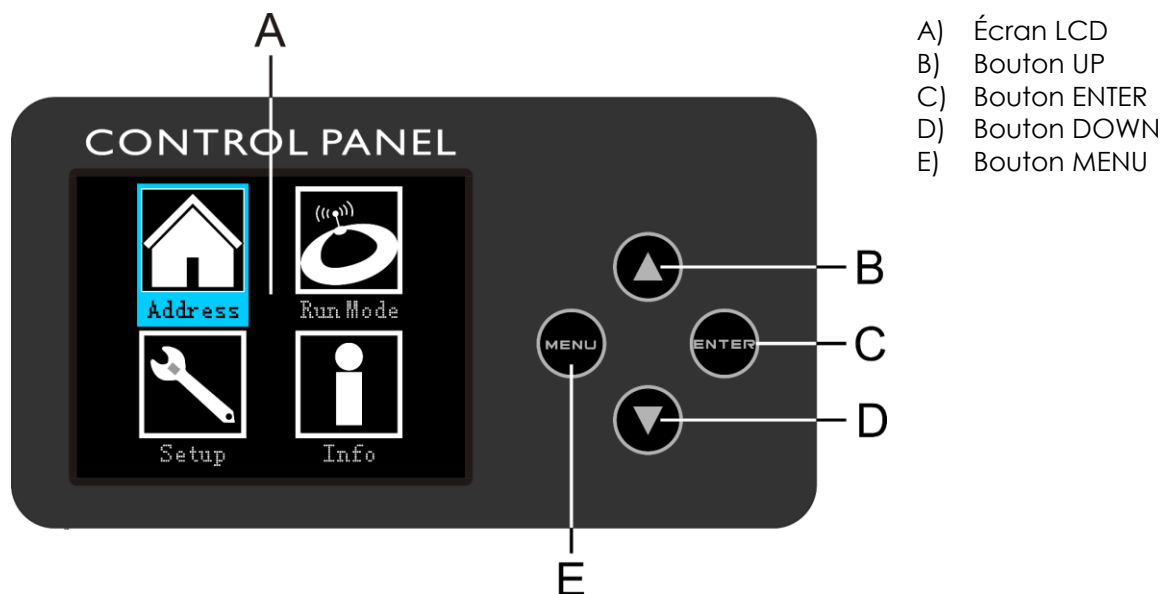 A
A) Écran LCD
B) Bouton UP
C) Bouton ENTER
D) Bouton DOWN
E) Bouton MENU
CONTROL PANEL
Address
Run Mode
Setup
Info
MENU
ENTER
B
C
D
E